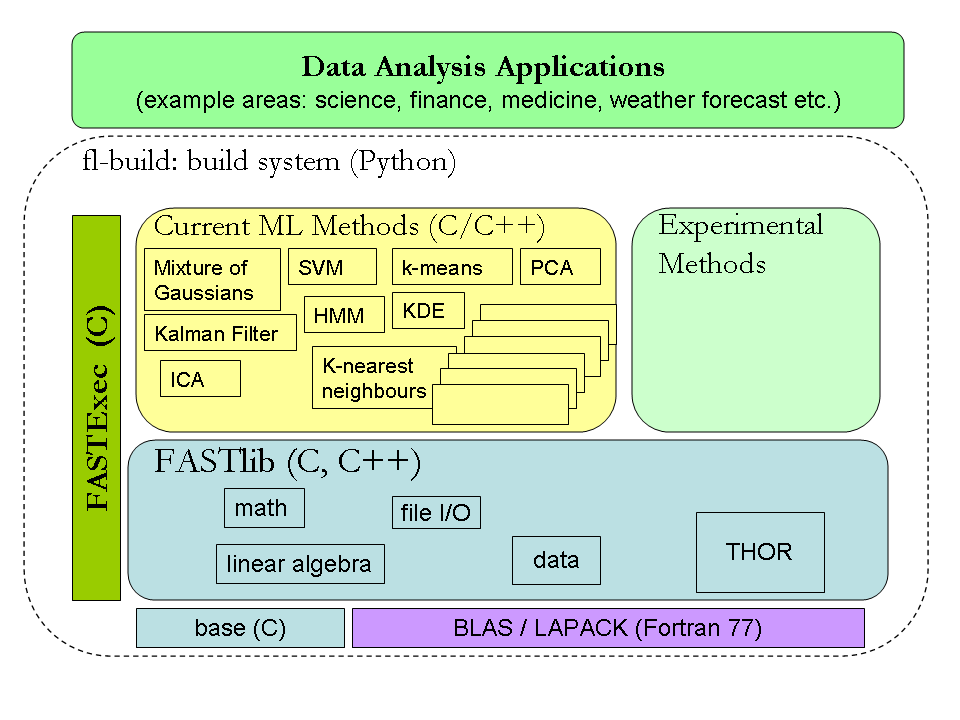 Data Analysis Applications
(example areas: science, finance, medicine, weather forecast etc.)
fl-build: build system (Python)
FASTExec (C)
Current ML Methods (C/C++)
Mixture of
Gaussians
SVM
k-means
PCA
Kalman Filter
HMM
KDE
ICA
K-nearest
neighbours
Experimental
Methods
FASTlib (C, C++)
math
file I/O
linear algebra
data
THOR
base (C)
BLAS / LAPACK (Fortran 77)